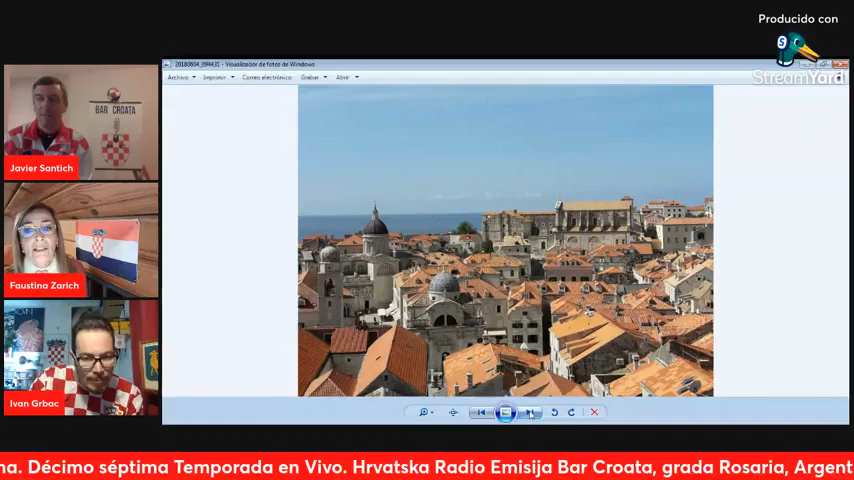 Producido con
StreamYard
20180604_094431 - Visualizador de fotos de Windows
Archivo Imprimir Correo electrónico Grabar Abrir
BAR CROATA
Javier Santich
Faustina Zarich
Ivan Grbac
na. Décimo séptima Temporada en Vivo. Hrvatska Radio Emisija Bar Croata, grada Rosaria, Argent